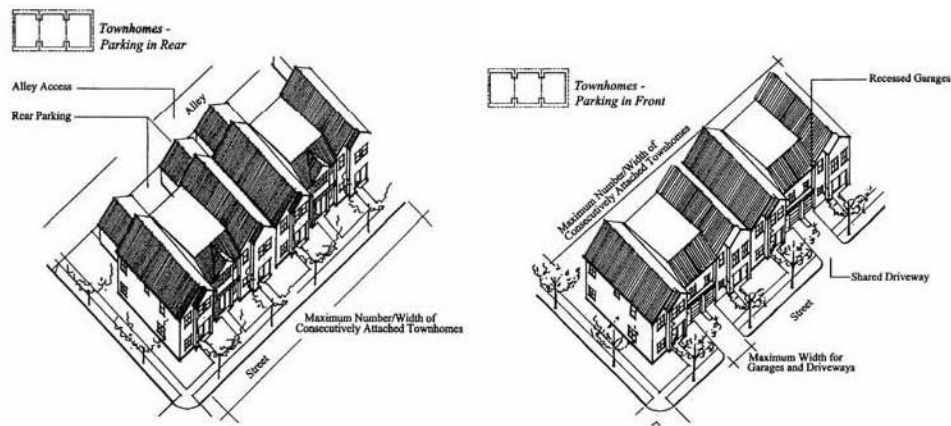 Townhomes -
Parking in Rear
Alley Access
Rear Parking
Alley
Maximum Number/Width of
Consecutively Attached Townhomes
Street
Townhomes -
Parking in Front
Recessed Garages
Maximum Number/Width of
Consecutively Attached Townhomes
Shared Driveway
Street
Maximum Width for
Garages and Driveways